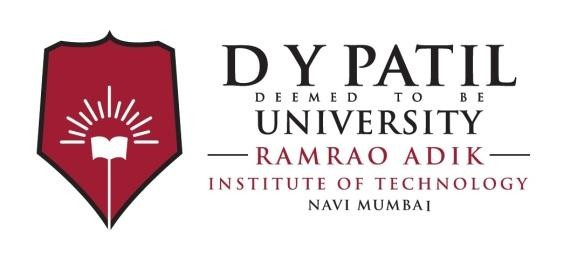 D Y PATIL
DEEMED TO BE
UNIVERSITY
RAMRAO ADIK
INSTITUTE OF TECHNOLOGY
NAVI MUMBAI